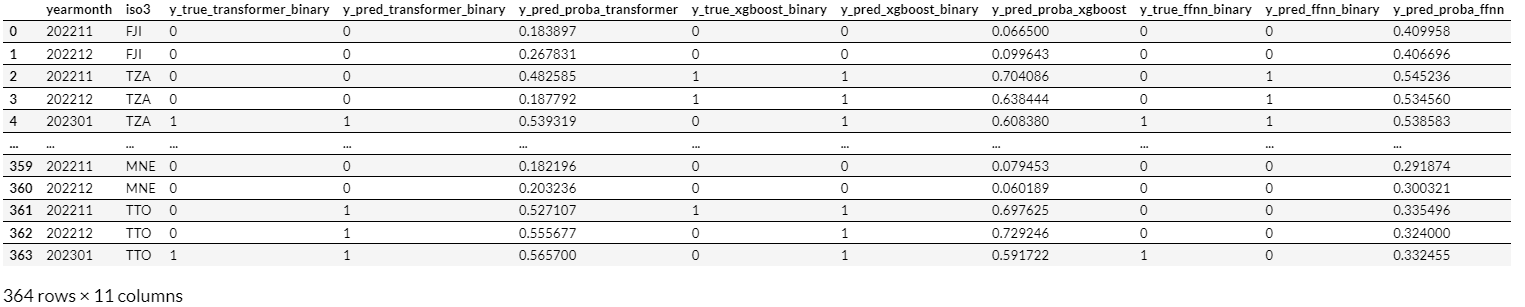 yearmonth iso3 y_true_transformer_binary y_pred_transformer_binary y_pred_proba_transformer y_true_xgboost_binary y_pred_xgboost_binary y_pred_proba_xgboost y_true_ffnn_binary y_pred_ffnn_binary y_pred_proba_ffnn
0 202211 FJI 0 0 0.183897 0 0 0.066500 0 0 0.409958
1 202212 FJI 0 0 0.267831 0 0 0.099643 0 0 0.406696
2 202211 TZA 0 0 0.482585 1 1 0.704086 0 1 0.545236
3 202212 TZA 0 0 0.187792 1 1 0.638444 0 1 0.534560
4 202301 TZA 1 1 0.539319 0 1 0.608380 1 1 0.538583
... ... ... ... ... ... ... ... ... ... ... ...
359 202211 MNE 0 0 0.182196 0 0 0.079453 0 0 0.291874
360 202212 MNE 0 0 0.203236 0 0 0.060189 0 0 0.300321
361 202211 TTO 0 1 0.527107 1 1 0.697625 0 0 0.335496
362 202212 TTO 0 1 0.555677 0 1 0.729246 0 0 0.324000
363 202301 TTO 1 1 0.565700 0 1 0.591722 1 0 0.332455
364 rows × 11 columns